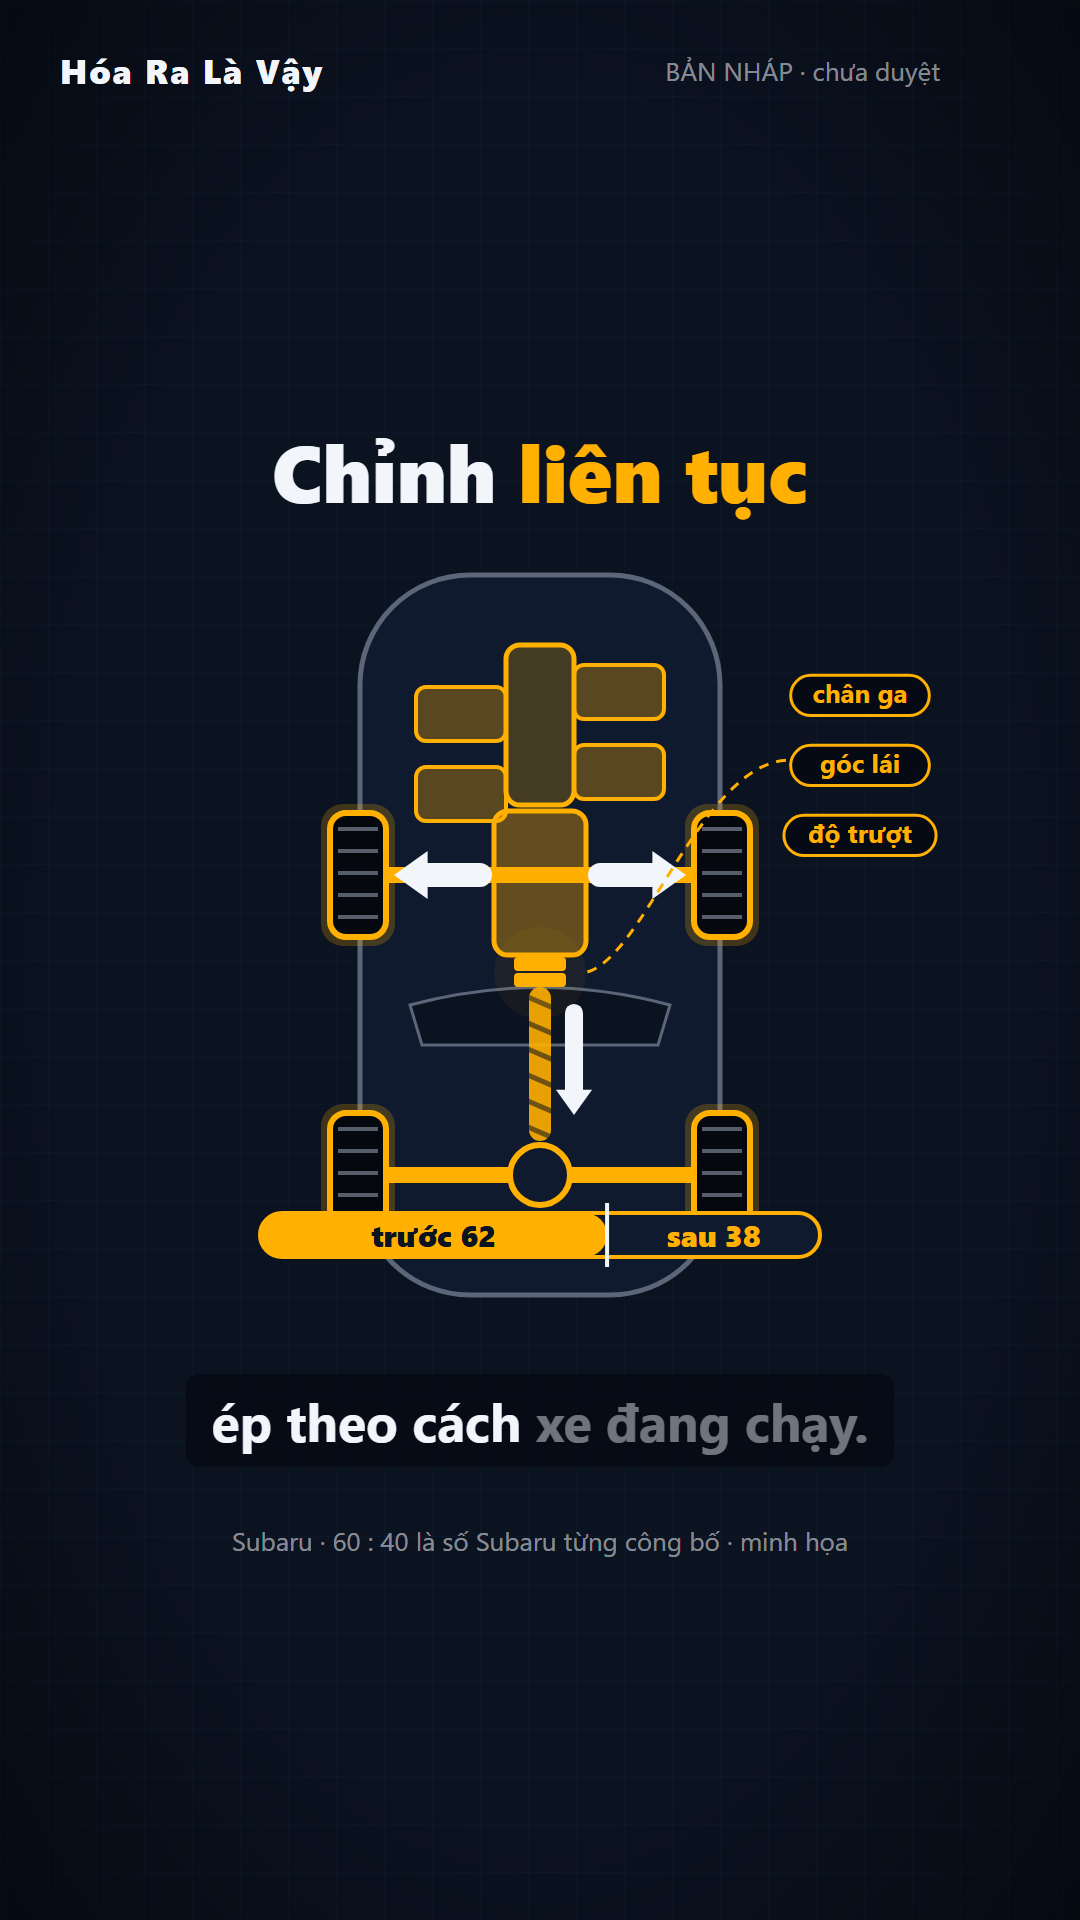 Hóa Ra Là Vậy
BẢN NHÁP · chưa duyệt
Chỉnh liên tục
chân ga
góc lái
độ trượt
trước 62
sau 38
ép theo cách xe đang chạy.
Subaru · 60 : 40 là số Subaru từng công bố · minh họa